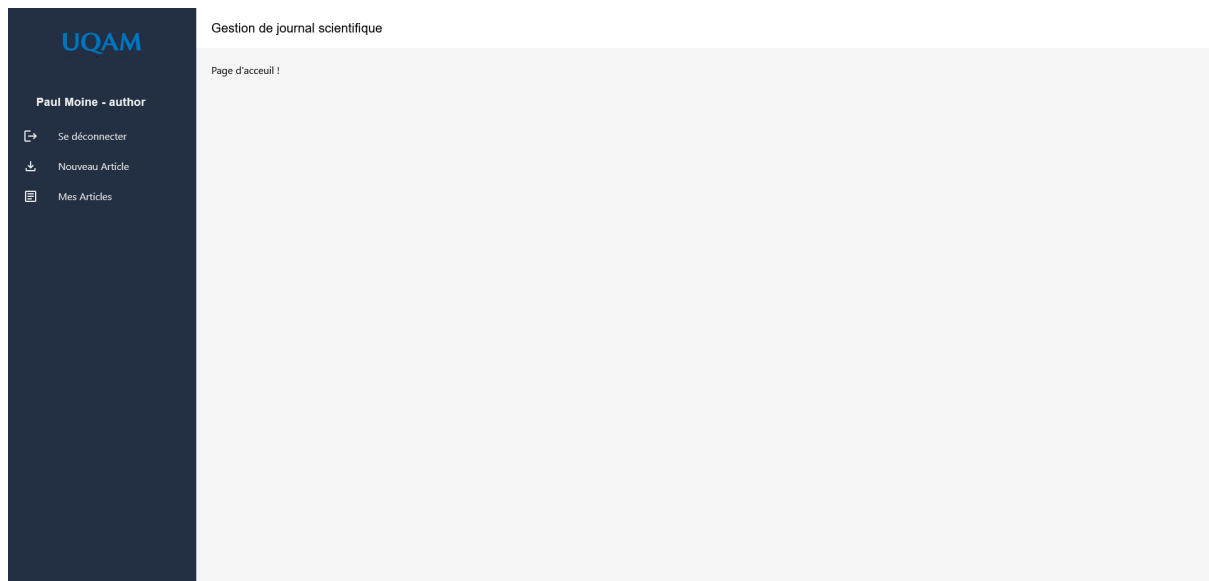 UQAM
Gestion de journal scientifique
Page d'acceuil !
Paul Moine - author
Se déconnecter
Nouveau Article
Mes Articles